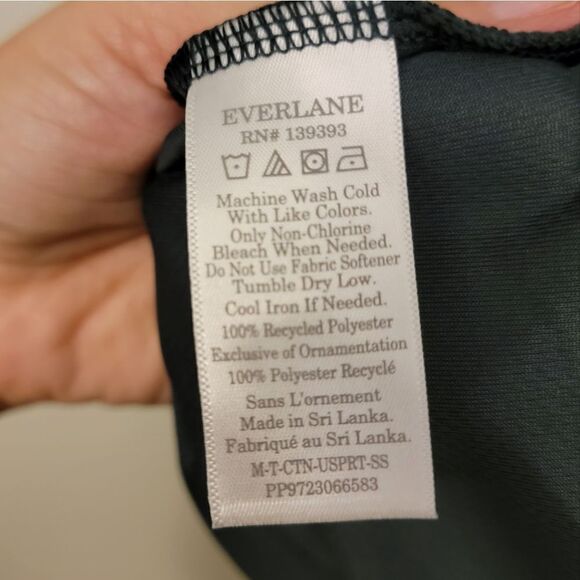 EVERLANE
RN# 139393
Machine Wash Cold
With Like Colors.
Only Non-Chlorine
Bleach When Needed.
Do Not Use Fabric Softener
Tumble Dry Low.
Cool Iron If Needed.
100% Recycled Polyester
Exclusive of Ornamentation
100% Polyester Recyclé
Sans L'ornement
Made in Sri Lanka.
Fabriqué au Sri Lanka.
M-T-CTN-USPRT-SS
PP9723066583